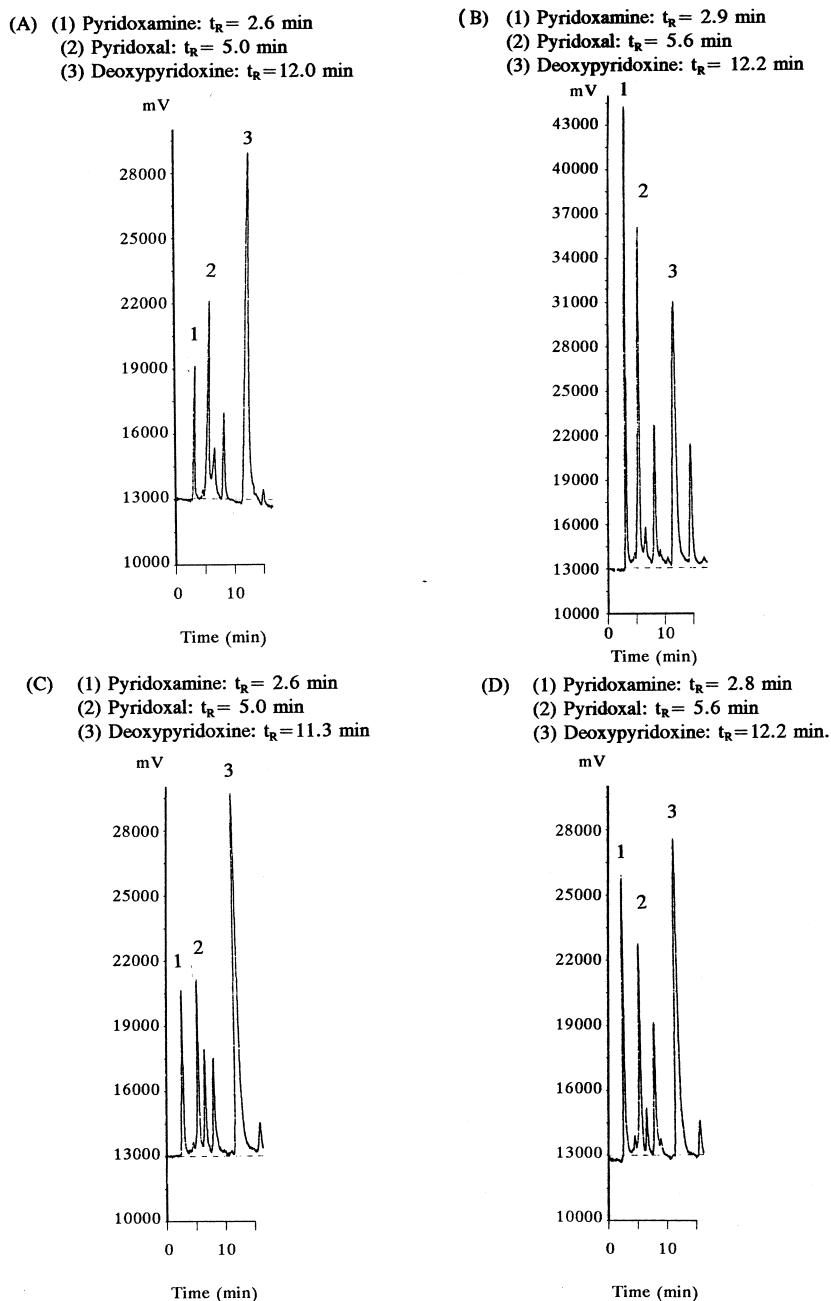 (A) (1) Pyridoxamine: tR= 2.6 min
(2) Pyridoxal: tR= 5.0 min
(3) Deoxypyridoxine: tR=12.0 min
mV
3
28000
25000
2
22000
1
19000
16000
13000
10000
0 10
Time (min)
(B) (1) Pyridoxamine: tR= 2.9 min
(2) Pyridoxal: tR= 5.6 min
(3) Deoxypyridoxine: tR= 12.2 min
mV
1
43000
40000
2
37000
34000
3
31000
28000
25000
22000
19000
16000
13000
10000
0 10
Time (min)
(C) (1) Pyridoxamine: tR= 2.6 min
(2) Pyridoxal: tR= 5.0 min
(3) Deoxypyridoxine: tR=11.3 min
mV
3
28000
25000
1 2
22000
19000
16000
13000
10000
0 10
Time (min)
(D) (1) Pyridoxamine: tR= 2.8 min
(2) Pyridoxal: tR= 5.6 min
(3) Deoxypyridoxine: tR=12.2 min.
mV
3
28000
1
25000
2
22000
19000
16000
13000
10000
0 10
Time (min)